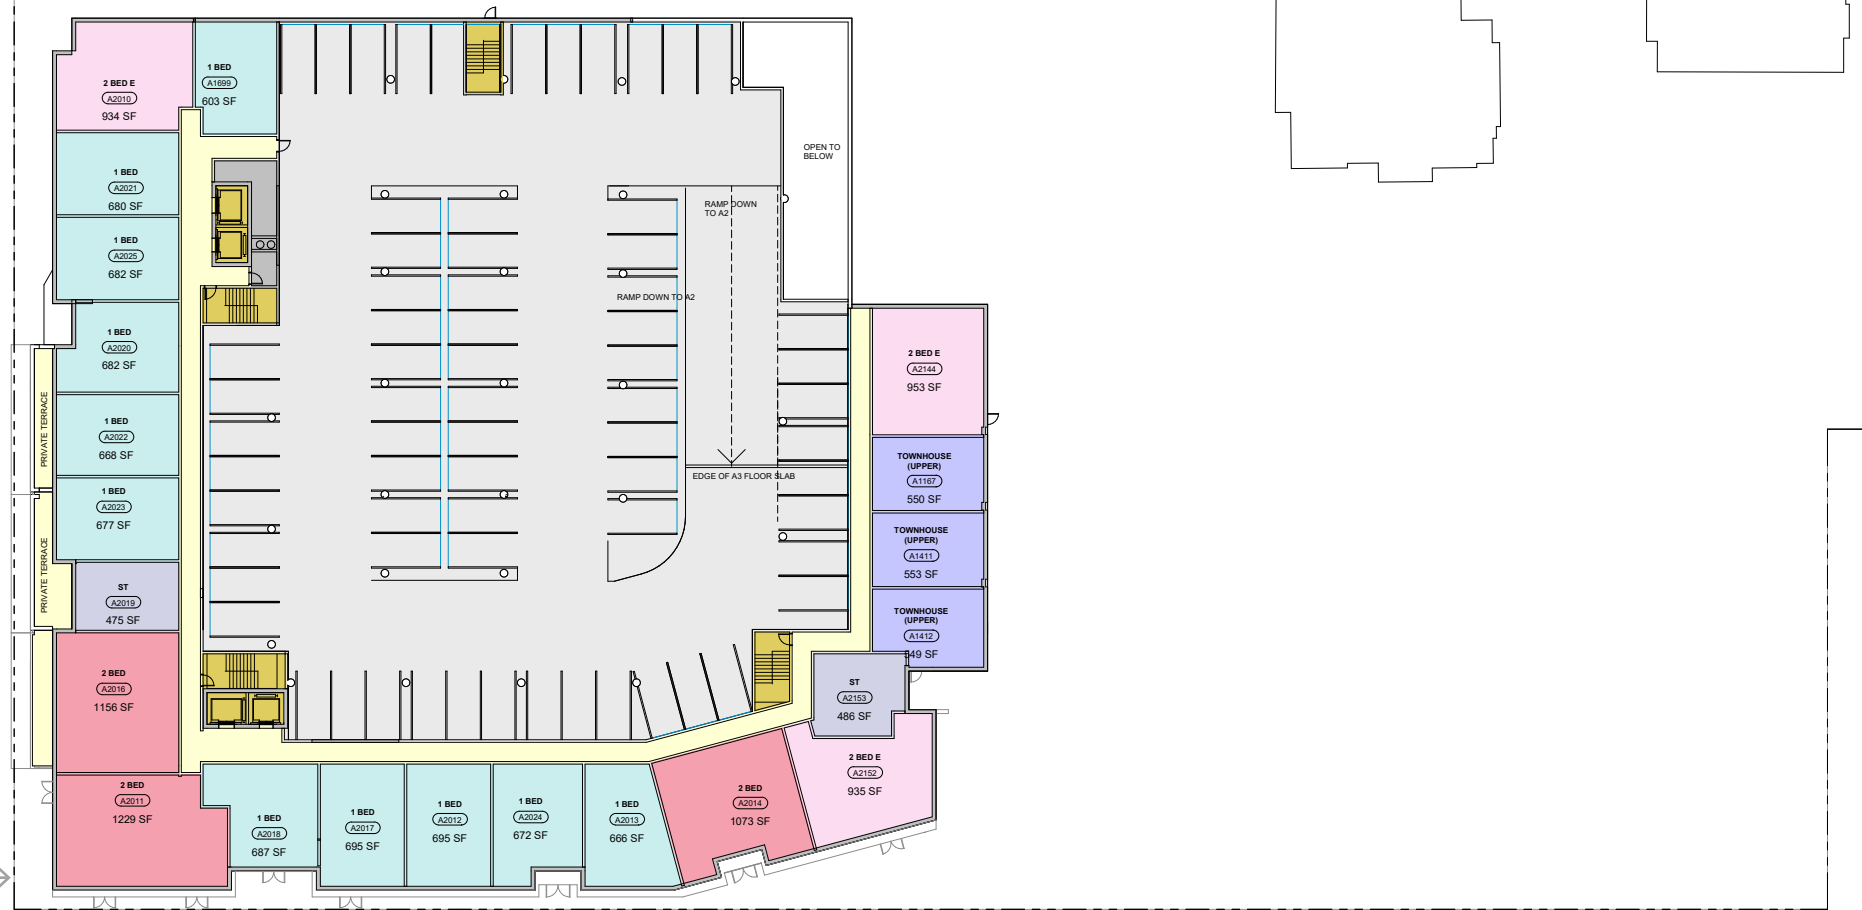 2 BED E
A2010
934 SF
1 BED
A1699
603 SF
1 BED
A2021
680 SF
1 BED
A2025
682 SF
1 BED
A2020
682 SF
1 BED
A2022
668 SF
1 BED
A2023
677 SF
ST
A2019
475 SF
2 BED
A2016
1156 SF
2 BED
A2011
1229 SF
PRIVATE TERRACE
PRIVATE TERRACE
1 BED
A2018
687 SF
1 BED
A2017
695 SF
1 BED
A2012
695 SF
1 BED
A2024
672 SF
1 BED
A2013
666 SF
2 BED
A2014
1073 SF
2 BED E
A2152
935 SF
ST
A2153
486 SF
TOWNHOUSE
(UPPER)
A1412
549 SF
TOWNHOUSE
(UPPER)
A1411
553 SF
TOWNHOUSE
(UPPER)
A1167
550 SF
2 BED E
A2144
953 SF
OPEN TO
BELOW
RAMP DOWN
TO A2
RAMP DOWN TO A2
EDGE OF A3 FLOOR SLAB